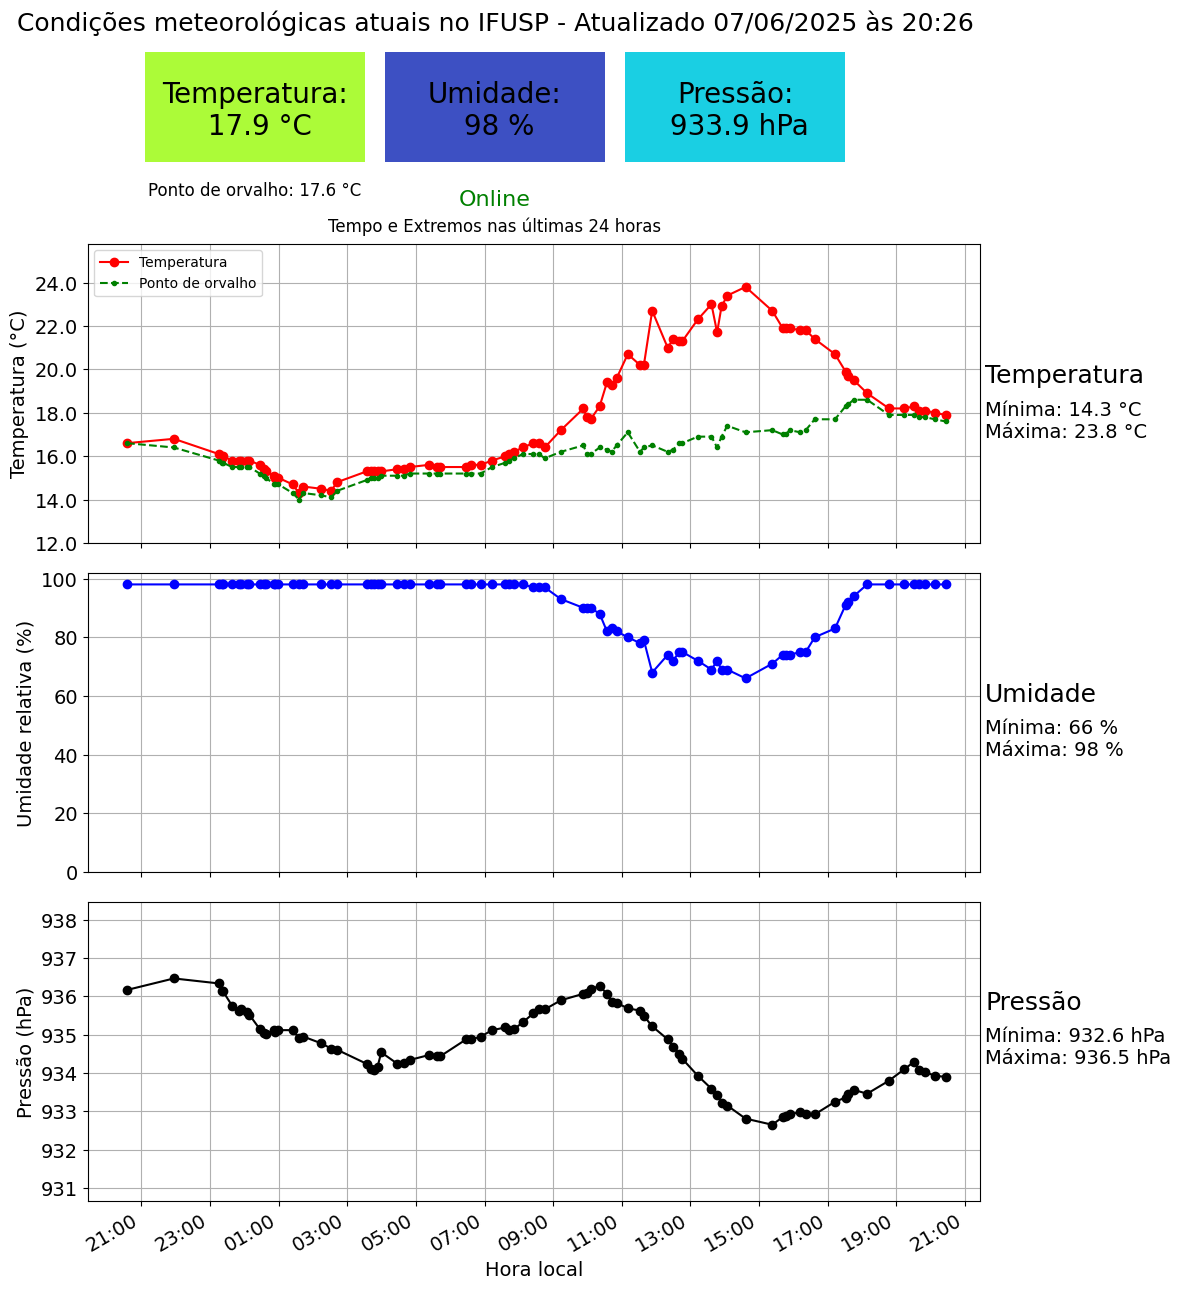 Condições meteorológicas atuais no IFUSP - Atualizado 07/06/2025 às 20:26
Temperatura:
17.9 °C
Umidade:
98 %
Pressão:
933.9 hPa
Ponto de orvalho: 17.6 °C
Online
Tempo e Extremos nas últimas 24 horas
Temperatura
Ponto de orvalho
Temperatura (°C)
24.0
22.0
20.0
18.0
16.0
14.0
12.0
Temperatura
Mínima: 14.3 °C
Máxima: 23.8 °C
Umidade relativa (%)
100
80
60
40
20
0
Umidade
Mínima: 66 %
Máxima: 98 %
Pressão (hPa)
938
937
936
935
934
933
932
931
Pressão
Mínima: 932.6 hPa
Máxima: 936.5 hPa
21:00 23:00 01:00 03:00 05:00 07:00 09:00 11:00 13:00 15:00 17:00 19:00 21:00
Hora local